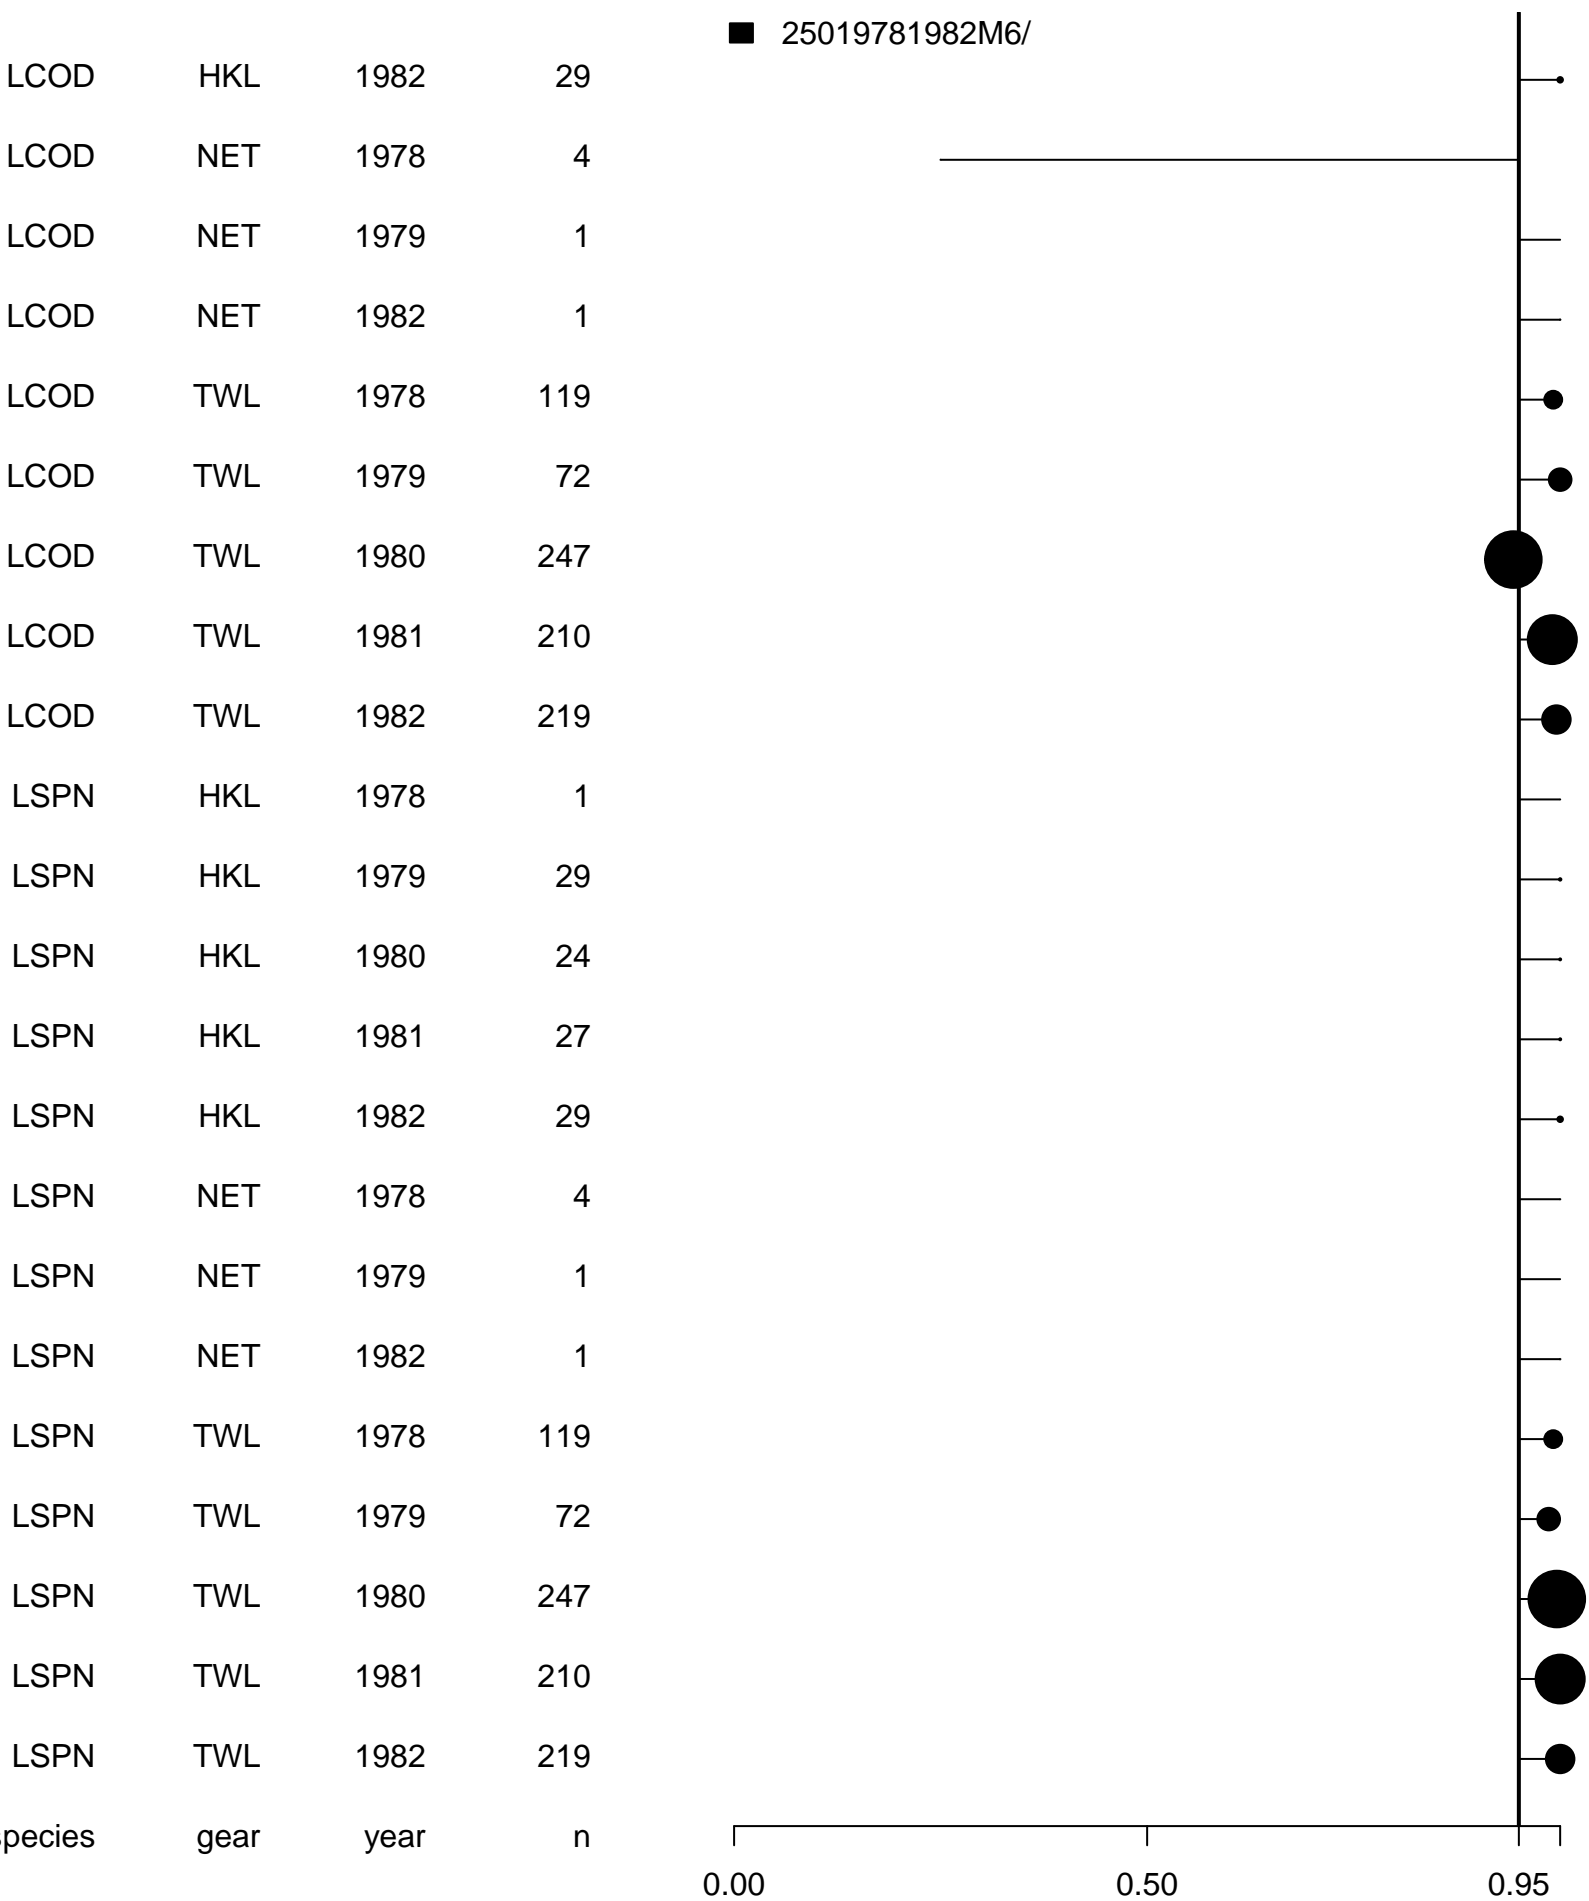 25019781982M6/
LCOD HKL 1982 29
LCOD NET 1978 4
LCOD NET 1979 1
LCOD NET 1982 1
LCOD TWL 1978 119
LCOD TWL 1979 72
LCOD TWL 1980 247
LCOD TWL 1981 210
LCOD TWL 1982 219
LSPN HKL 1978 1
LSPN HKL 1979 29
LSPN HKL 1980 24
LSPN HKL 1981 27
LSPN HKL 1982 29
LSPN NET 1978 4
LSPN NET 1979 1
LSPN NET 1982 1
LSPN TWL 1978 119
LSPN TWL 1979 72
LSPN TWL 1980 247
LSPN TWL 1981 210
LSPN TWL 1982 219
pecies gear year n
0.00 0.50 0.95